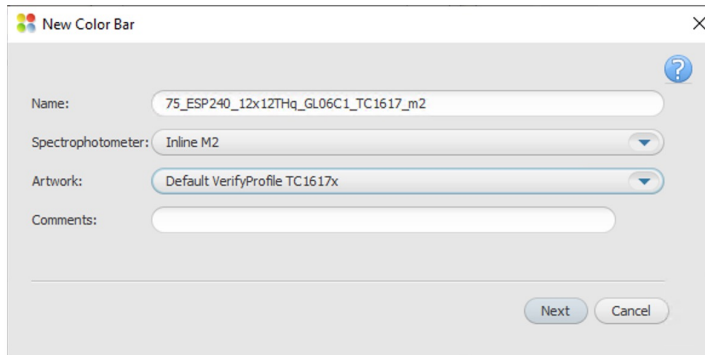 New Color Bar
?
Name: 75_ESP240_12x12THq_GL06C1_TC1617_m2
Spectrophotometer: Inline M2
Artwork: Default VerifyProfile TC1617x
Comments:
Next Cancel